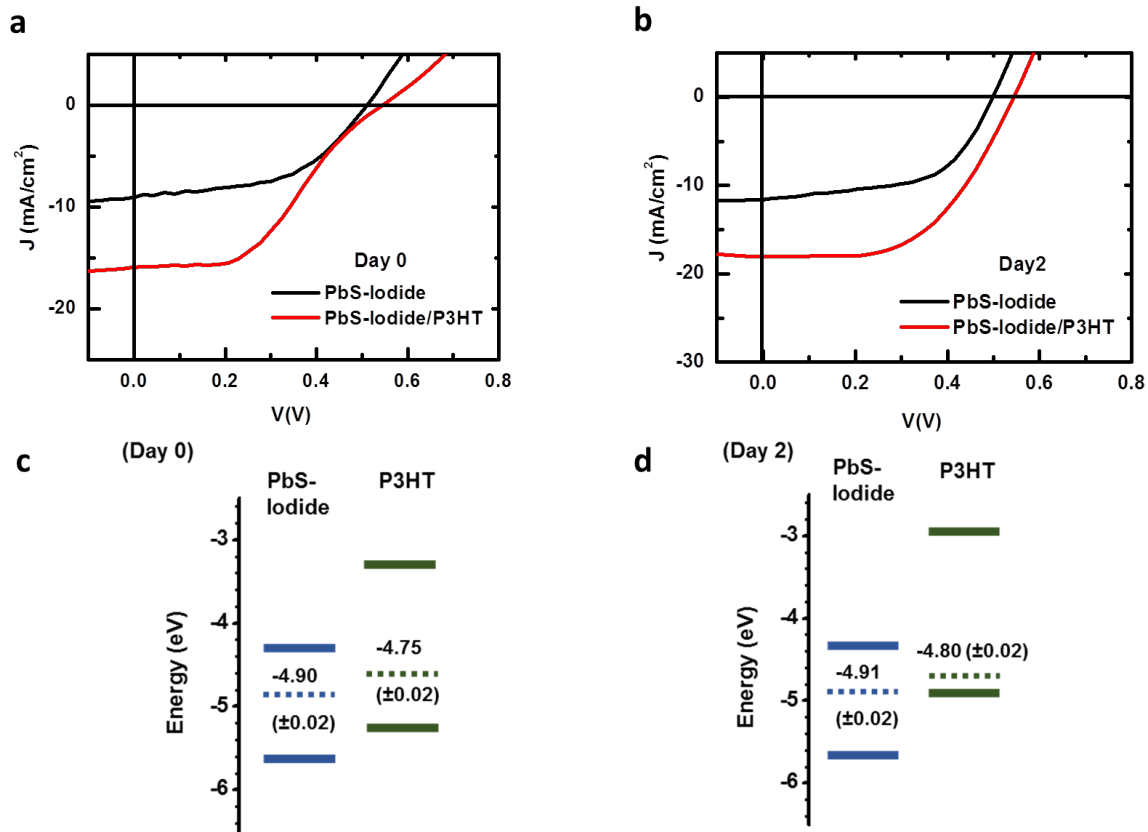 a
0
-10
-20
J (mA/cm²)
Day 0
PbS-Iodide
PbS-Iodide/P3HT
0.0 0.2 0.4 0.6 0.8
V(V)
b
0
-10
-20
-30
J (mA/cm²)
Day2
PbS-Iodide
PbS-Iodide/P3HT
0.0 0.2 0.4 0.6 0.8
V(V)
c
(Day 0)
PbS-
Iodide
P3HT
-3
-4
-5
-6
Energy (eV)
-4.90
(±0.02)
-4.75
(±0.02)
d
(Day 2)
PbS-
Iodide
P3HT
-3
-4
-5
-6
Energy (eV)
-4.91
(±0.02)
-4.80 (±0.02)